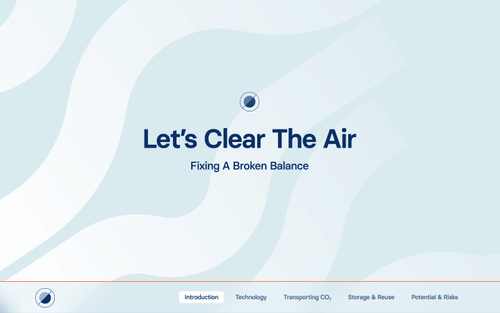 Let's Clear The Air
Fixing A Broken Balance
Introduction Technology Transporting CO₂ Storage & Reuse Potential & Risks